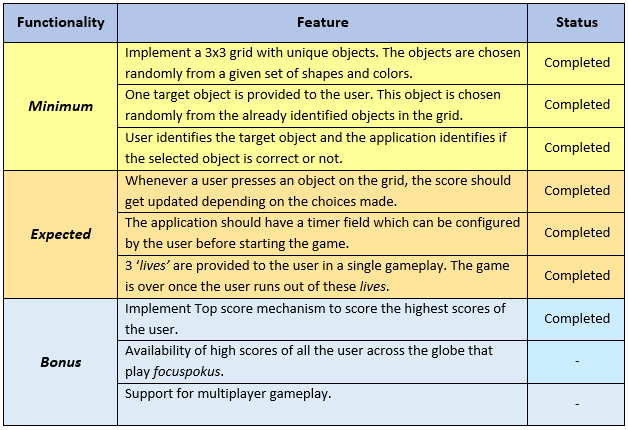 Functionality Feature Status
Minimum
Implement a 3x3 grid with unique objects. The objects are chosen
randomly from a given set of shapes and colors.
Completed
One target object is provided to the user. This object is chosen
randomly from the already identified objects in the grid.
Completed
User identifies the target object and the application identifies if
the selected object is correct or not.
Completed
Expected
Whenever a user presses an object on the grid, the score should
get updated depending on the choices made.
Completed
The application should have a timer field which can be configured
by the user before starting the game.
Completed
3 ‘lives’ are provided to the user in a single gameplay. The game
is over once the user runs out of these lives.
Completed
Bonus
Implement Top score mechanism to score the highest scores of
the user.
Completed
Availability of high scores of all the user across the globe that
play focuspokus.
-
Support for multiplayer gameplay.
-